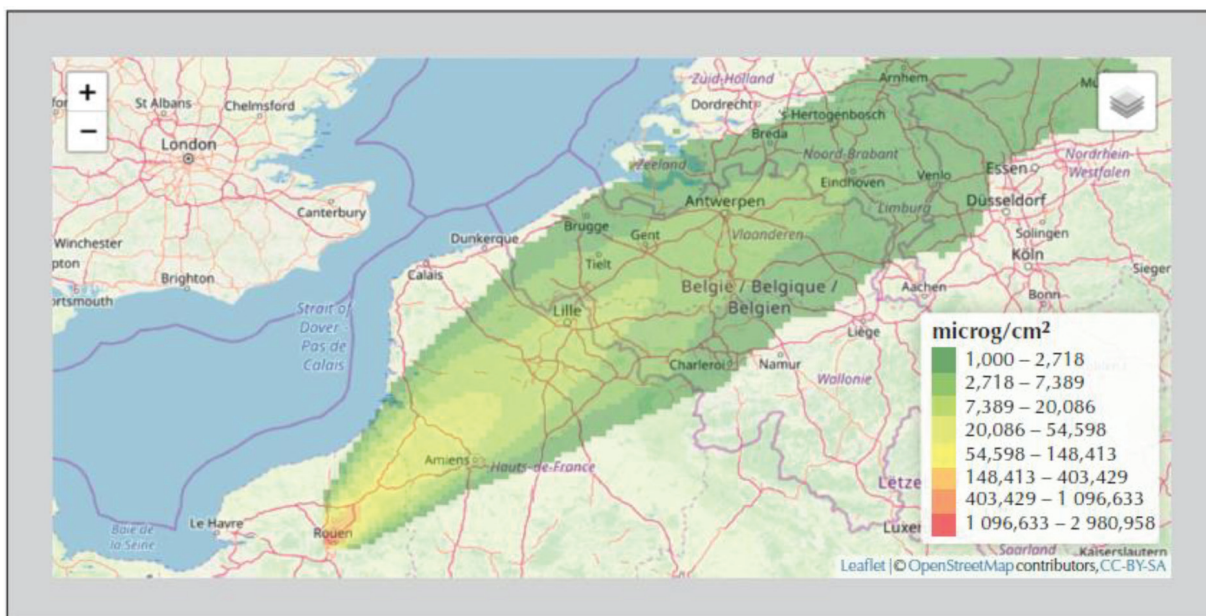 +
−
St Albans
Chelmsford
London
Canterbury
Winchester
Brighton
ortsmouth
Strait of
Dover -
Pas de
Calais
Calais
Dunkerque
Zuid-Holland
Dordrecht
's Hertogenbosch
Arnhem
Breda
Zeeland
Noord-Brabant
Eindhoven
Venlo
Limburg
Essen
Nordrhein-
Westfalen
Düsseldorf
Solingen
Köln
Sieger
Bonn
Aachen
Antwerpen
Brugge
Gent
Vlaanderen
Tielt
België / Belgique /
Belgien
Lille
Liège
Charleroi
Namur
Wallonie
Amiens
Hauts-de-France
Le Havre
Rouen
Baie de
la Seine
Lëtze
Luxe
Saarland
Kaiserslautern
microg/cm²
1,000 – 2,718
2,718 – 7,389
7,389 – 20,086
20,086 – 54,598
54,598 – 148,413
148,413 – 403,429
403,429 – 1 096,633
1 096,633 – 2 980,958
Leaflet | © OpenStreetMap contributors, CC-BY-SA